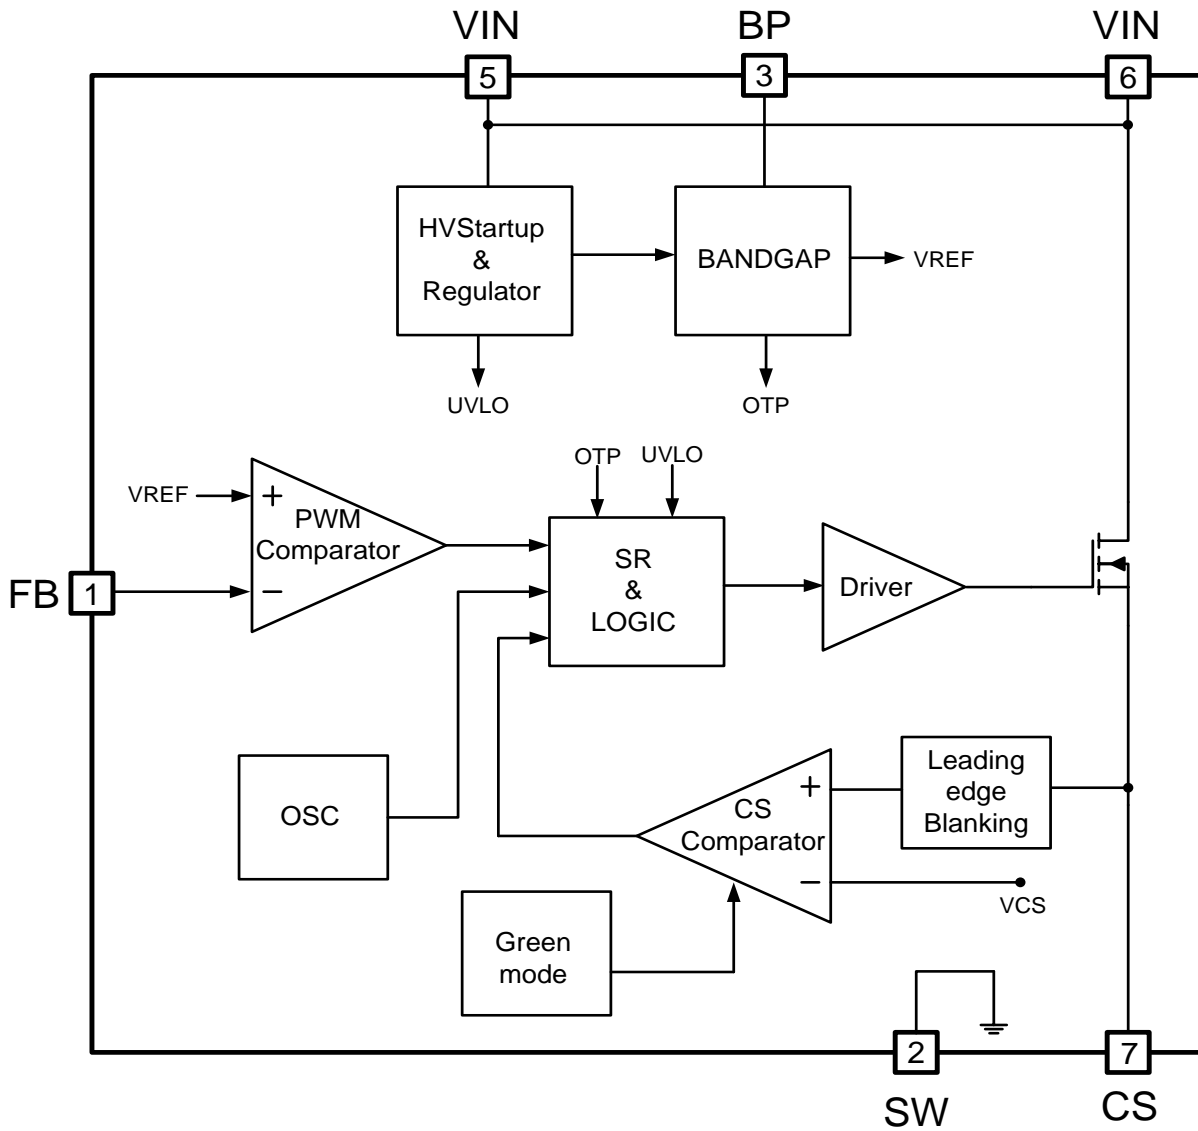 VIN
BP
VIN
5
3
6
HVStartup
&
Regulator
BANDGAP
VREF
UVLO
OTP
OTP
UVLO
VREF
+
PWM
Comparator
−
FB
1
SR
&
LOGIC
Driver
OSC
CS
Comparator
+
−
Leading
edge
Blanking
VCS
Green
mode
2
7
SW
CS